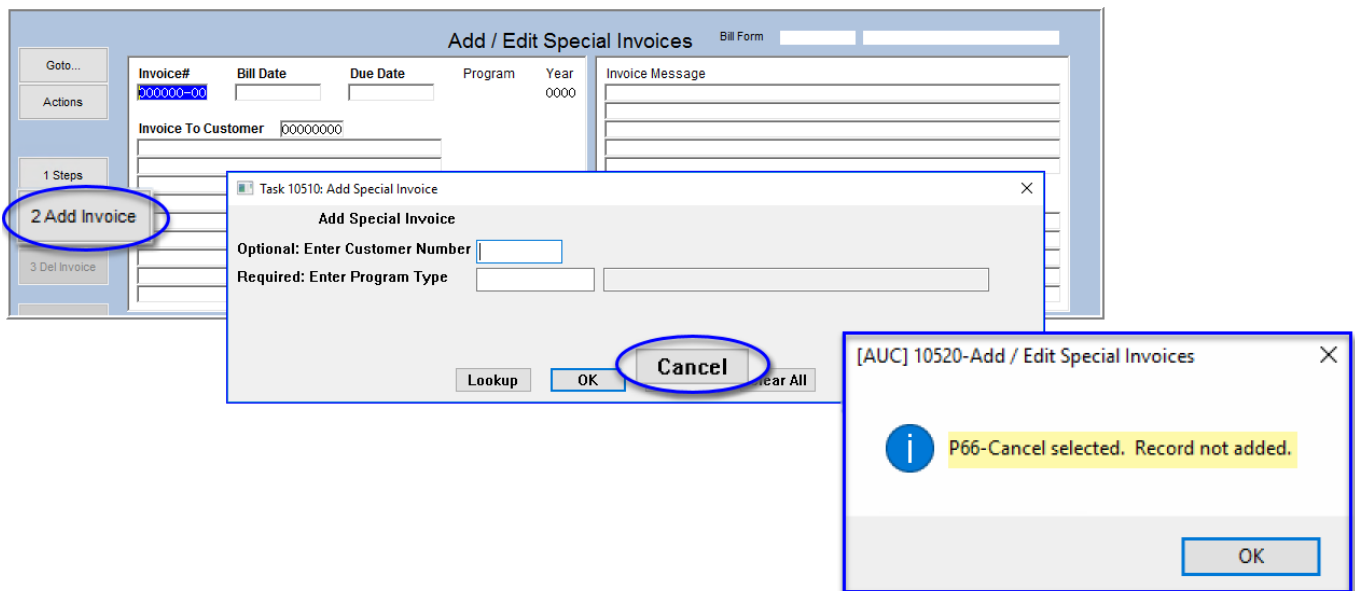 Add / Edit Special Invoices
Bill Form
Goto...
Actions
1 Steps
2 Add Invoice
3 Del Invoice
Invoice# Bill Date Due Date Program Year
000000-00 0000
Invoice To Customer 00000000
Invoice Message
Task 10510: Add Special Invoice
Add Special Invoice
Optional: Enter Customer Number
Required: Enter Program Type
Lookup OK Cancel All
[AUC] 10520-Add / Edit Special Invoices
P66-Cancel selected. Record not added.
OK